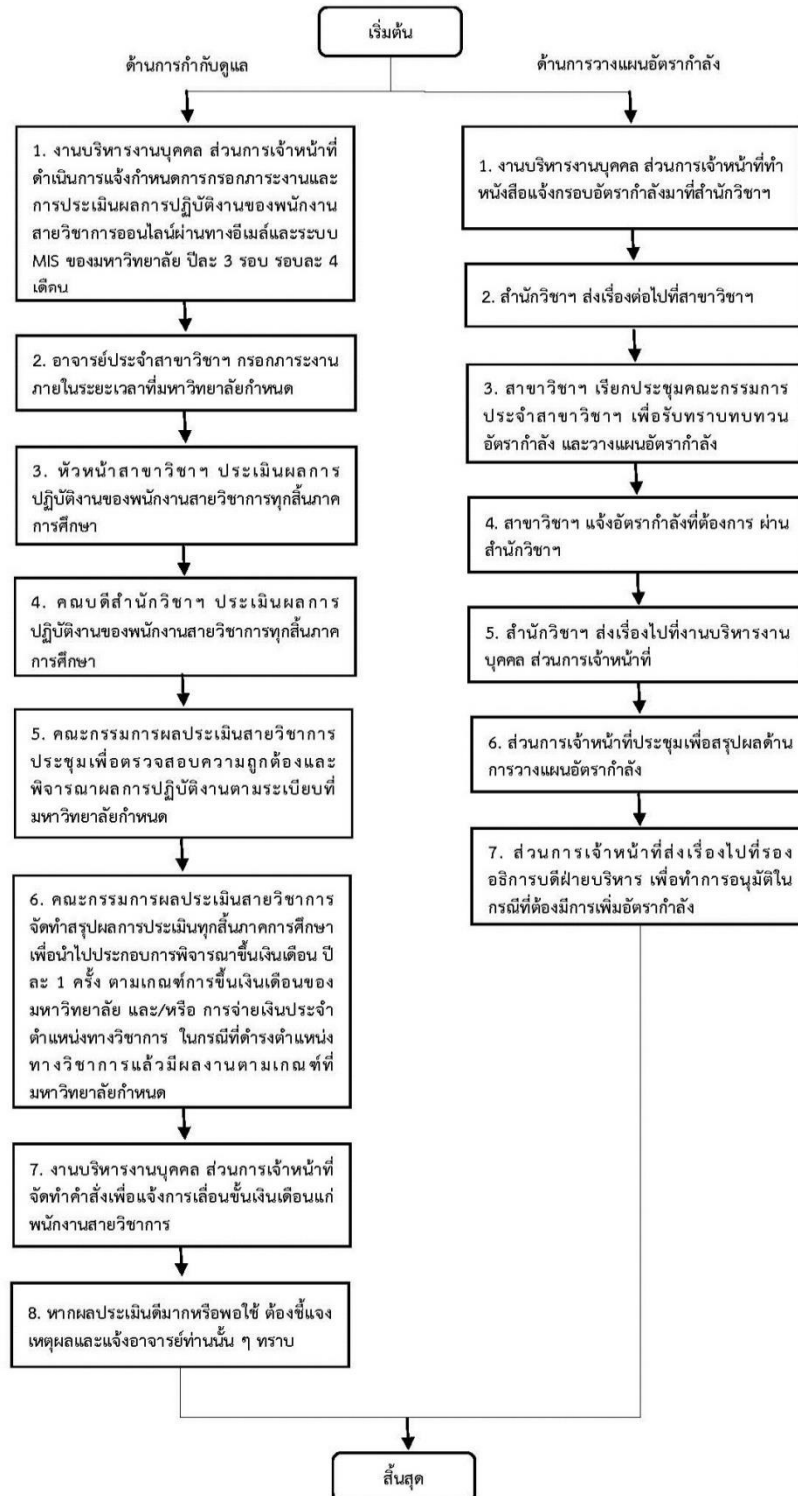 เริ่มต้น
ด้านการกำกับดูแล
ด้านการวางแผนอัตรากำลัง
1. งานบริหารงานบุคคล ส่วนการเจ้าหน้าที่
ดำเนินการแจ้งกำหนดการกรอกภาระงานและ
การประเมินผลการปฏิบัติงานของพนักงาน
สายวิชาการออนไลน์ผ่านทางอีเมล์และระบบ
MIS ของมหาวิทยาลัย ปีละ 3 รอบ รอบละ 4
เดือน
2. อาจารย์ประจำสาขาวิชาฯ กรอกภาระงาน
ภายในระยะเวลาที่มหาวิทยาลัยกำหนด
3. หัวหน้าสาขาวิชาฯ ประเมินผลการ
ปฏิบัติงานของพนักงานสายวิชาการทุกสิ้นภาค
การศึกษา
4. คณบดีสำนักวิชาฯ ประเมินผลการ
ปฏิบัติงานของพนักงานสายวิชาการทุกสิ้นภาค
การศึกษา
5. คณะกรรมการผลประเมินสายวิชาการ
ประชุมเพื่อตรวจสอบความถูกต้องและ
พิจารณาผลการปฏิบัติงานตามระเบียบที่
มหาวิทยาลัยกำหนด
6. คณะกรรมการผลประเมินสายวิชาการ
จัดทำสรุปผลการประเมินทุกสิ้นภาคการศึกษา
เพื่อนำไปประกอบการพิจารณาขึ้นเงินเดือน ปี
ละ 1 ครั้ง ตามเกณฑ์การขึ้นเงินเดือนของ
มหาวิทยาลัย และ/หรือ การจ่ายเงินประจำ
ตำแหน่งทางวิชาการ ในกรณีที่ดำรงตำแหน่ง
ทางวิชาการแล้วมีผลงานตามเกณฑ์ที่
มหาวิทยาลัยกำหนด
7. งานบริหารงานบุคคล ส่วนการเจ้าหน้าที่
จัดทำคำสั่งเพื่อแจ้งการเลื่อนขั้นเงินเดือนแก่
พนักงานสายวิชาการ
8. หากผลประเมินดีมากหรือพอใช้ ต้องชี้แจง
เหตุผลและแจ้งอาจารย์ท่านนั้น ๆ ทราบ
1. งานบริหารงานบุคคล ส่วนการเจ้าหน้าที่ทำ
หนังสือแจ้งกรอบอัตรากำลังมาที่สำนักวิชาฯ
2. สำนักวิชาฯ ส่งเรื่องต่อไปที่สาขาวิชาฯ
3. สาขาวิชาฯ เรียกประชุมคณะกรรมการ
ประจำสาขาวิชาฯ เพื่อรับทราบทบทวน
อัตรากำลัง และวางแผนอัตรากำลัง
4. สาขาวิชาฯ แจ้งอัตรากำลังที่ต้องการ ผ่าน
สำนักวิชาฯ
5. สำนักวิชาฯ ส่งเรื่องไปที่งานบริหารงาน
บุคคล ส่วนการเจ้าหน้าที่
6. ส่วนการเจ้าหน้าที่ประชุมเพื่อสรุปผลด้าน
การวางแผนอัตรากำลัง
7. ส่วนการเจ้าหน้าที่ส่งเรื่องไปที่รอง
อธิการบดีฝ่ายบริหาร เพื่อทำการอนุมัติใน
กรณีที่ต้องมีการเพิ่มอัตรากำลัง
สิ้นสุด